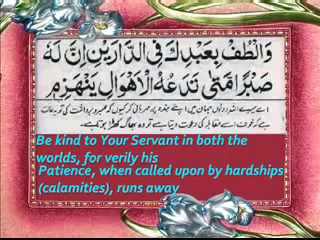 وَالْطُفْ بِعَبْدِكَ فِي الدَّارَيْنِ اِنَّ لَهٗ
صَبْرًا مَّتٰى تَدْعُهُ الْاَهْوَالُ يَنْهَزِمِ
Be kind to Your Servant in both the
worlds, for verily his
Patience, when called upon by hardships
(calamities), runs away